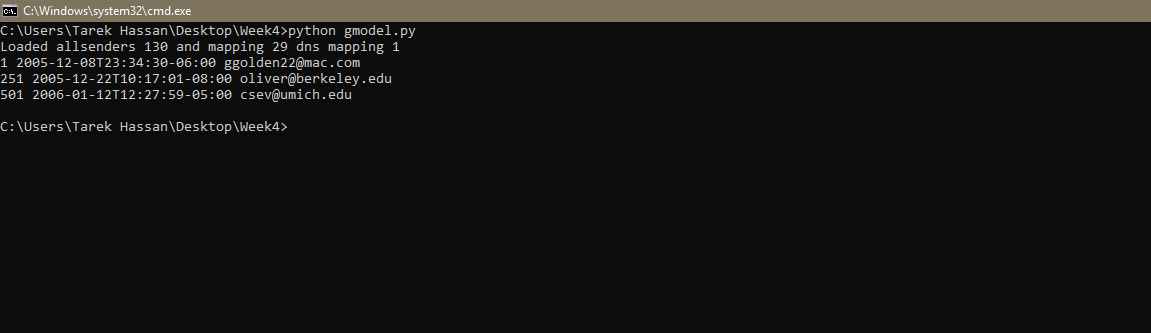 C:\Windows\system32\cmd.exe
C:\Users\Tarek Hassan\Desktop\Week4>python gmodel.py
Loaded allsenders 130 and mapping 29 dns mapping 1
1 2005-12-08T23:34:30-06:00 ggolden22@mac.com
251 2005-12-22T10:17:01-08:00 oliver@berkeley.edu
501 2006-01-12T12:27:59-05:00 csev@umich.edu
C:\Users\Tarek Hassan\Desktop\Week4>